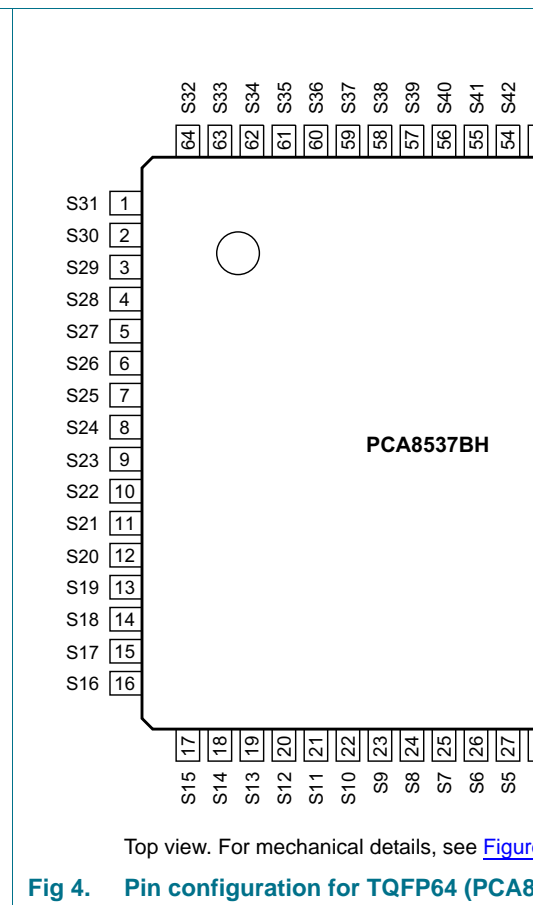 S32 S33 S34 S35 S36 S37 S38 S39 S40 S41 S42
64 63 62 61 60 59 58 57 56 55 54
S31 1
S30 2
S29 3
S28 4
S27 5
S26 6
S25 7
S24 8
PCA8537BH
S23 9
S22 10
S21 11
S20 12
S19 13
S18 14
S17 15
S16 16
17 18 19 20 21 22 23 24 25 26 27
S15 S14 S13 S12 S11 S10 S9 S8 S7 S6 S5
Top view. For mechanical details, see Figure
Fig 4. Pin configuration for TQFP64 (PCA8